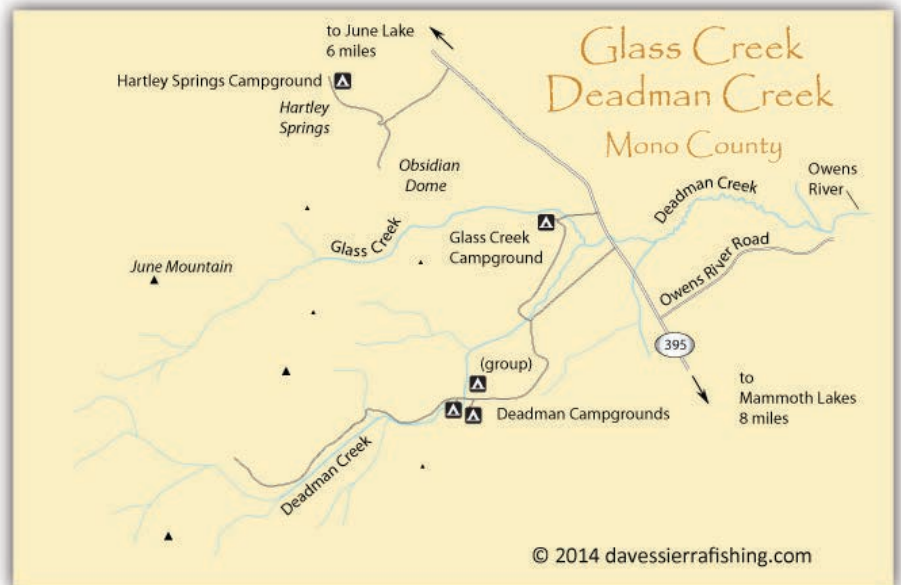 to June Lake
6 miles
Glass Creek
Deadman Creek
Mono County
Hartley Springs Campground
Hartley
Springs
Obsidian
Dome
Owens
River
Deadman Creek
Glass Creek
Glass Creek
Campground
Owens River Road
June Mountain
395
(group)
to
Mammoth Lakes
8 miles
Deadman Campgrounds
Deadman Creek
© 2014 davessierrafishing.com